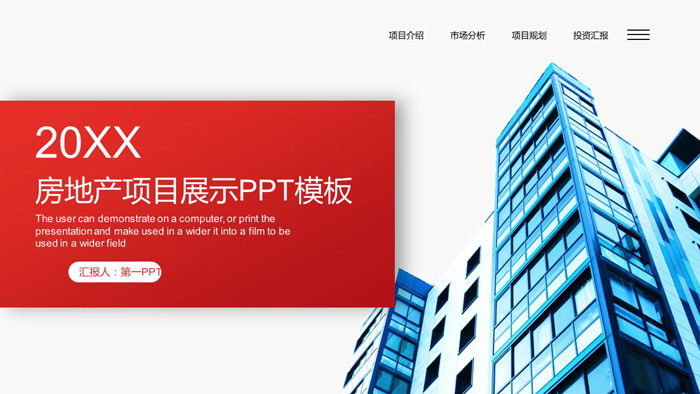 项目介绍 市场分析 项目规划 投资汇报
20XX
房地产项目展示PPT模板
The user can demonstrate on a computer, or print the
presentation and make used in a wider it into a film to be
used in a wider field
汇报人：第一PPT